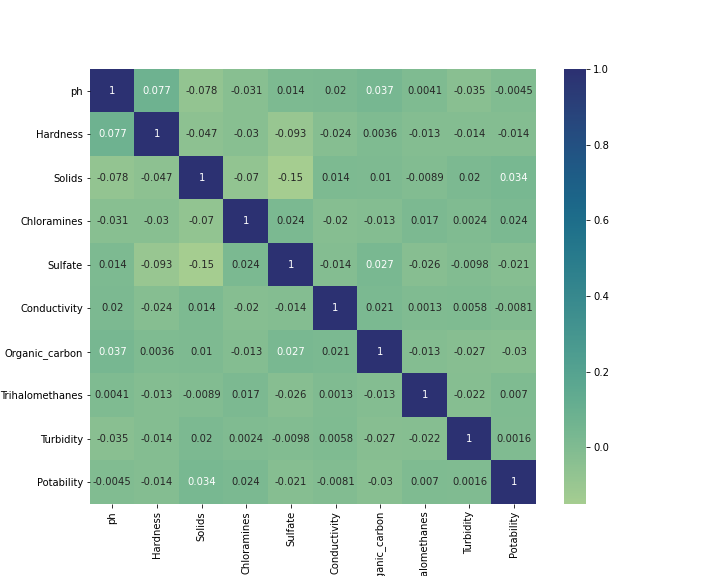 ph 1 0.077 -0.078 -0.031 0.014 0.02 0.037 0.0041 -0.035 -0.0045
Hardness 0.077 1 -0.047 -0.03 -0.093 -0.024 0.0036 -0.013 -0.014 -0.014
Solids -0.078 -0.047 1 -0.07 -0.15 0.014 0.01 -0.0089 0.02 0.034
Chloramines -0.031 -0.03 -0.07 1 0.024 -0.02 -0.013 0.017 0.0024 0.024
Sulfate 0.014 -0.093 -0.15 0.024 1 -0.014 0.027 -0.026 -0.0098 -0.021
Conductivity 0.02 -0.024 0.014 -0.02 -0.014 1 0.021 0.0013 0.0058 -0.0081
Organic_carbon 0.037 0.0036 0.01 -0.013 0.027 0.021 1 -0.013 -0.027 -0.03
Trihalomethanes 0.0041 -0.013 -0.0089 0.017 -0.026 0.0013 -0.013 1 -0.022 0.007
Turbidity -0.035 -0.014 0.02 0.0024 -0.0098 0.0058 -0.027 -0.022 1 0.0016
Potability -0.0045 -0.014 0.034 0.024 -0.021 -0.0081 -0.03 0.007 0.0016 1
ph
Hardness
Solids
Chloramines
Sulfate
Conductivity
ganic_carbon
alomethanes
Turbidity
Potability
1.0
0.8
0.6
0.4
0.2
0.0